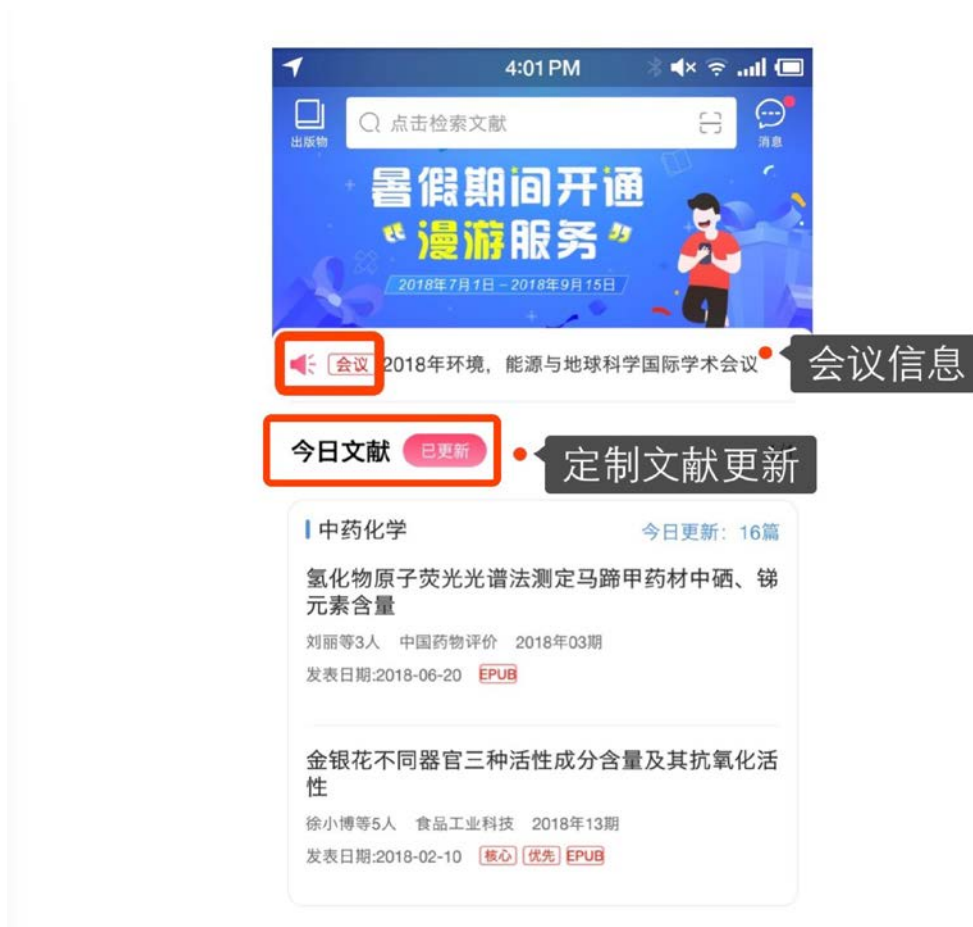 4:01 PM
点击检索文献
出版物
消息
暑假期间开通
“漫游服务”
2018年7月1日-2018年9月15日
会议 2018年环境，能源与地球科学国际学术会议
会议信息
今日文献 已更新
定制文献更新
中药化学 今日更新：16篇
氢化物原子荧光光谱法测定马蹄甲药材中硒、锑
元素含量
刘丽等3人 中国药物评价 2018年03期
发表日期:2018-06-20 EPUB
金银花不同器官三种活性成分含量及其抗氧化活
性
徐小博等5人 食品工业科技 2018年13期
发表日期:2018-02-10 核心 优先 EPUB